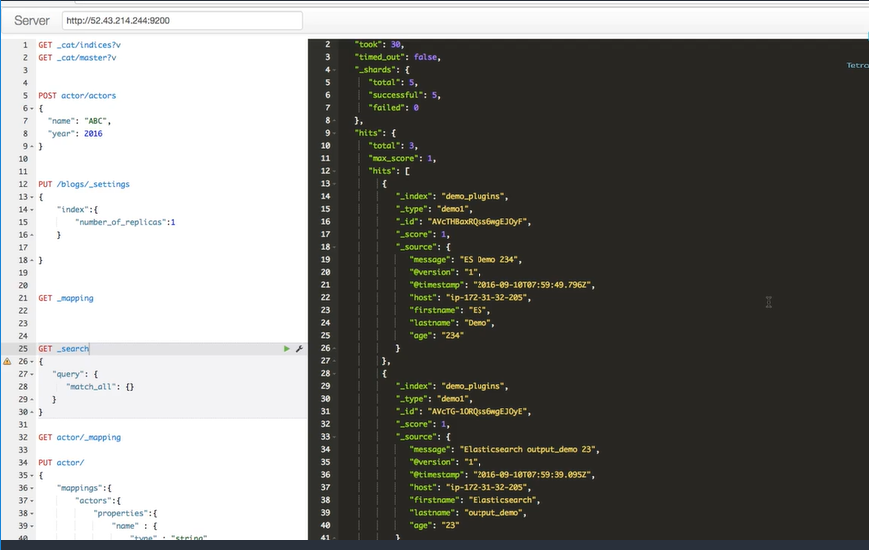 Server http://52.43.214.244:9200
1 GET _cat/indices?v
2 GET _cat/master?v
3
4
5 POST actor/actors
6 {
7 "name": "ABC",
8 "year": 2016
9 }
10
11
12 PUT /blogs/_settings
13 {
14 "index":{
15 "number_of_replicas":1
16 }
17
18 }
19
20
21 GET _mapping
22
23
24
25 GET _search
26 {
27 "query": {
28 "match_all": {}
29 }
30 }
31
32 GET actor/_mapping
33
34 PUT actor/
35 {
36 "mappings":{
37 "actors":{
38 "properties":{
39 "name" : {
40 "type" : "string"
2 "took": 30,
3 "timed_out": false,
4 "_shards": {
5 "total": 5,
6 "successful": 5,
7 "failed": 0
8 },
9 "hits": {
10 "total": 3,
11 "max_score": 1,
12 "hits": [
13 {
14 "_index": "demo_plugins",
15 "_type": "demo1",
16 "_id": "AVcTHBaxRQss6wgEJOyF",
17 "_score": 1,
18 "_source": {
19 "message": "ES Demo 234",
20 "@version": "1",
21 "@timestamp": "2016-09-10T07:59:49.796Z",
22 "host": "ip-172-31-32-205",
23 "firstname": "ES",
24 "lastname": "Demo",
25 "age": "234"
26 }
27 },
28 {
29 "_index": "demo_plugins",
30 "_type": "demo1",
31 "_id": "AVcTG-1ORQss6wgEJOyE",
32 "_score": 1,
33 "_source": {
34 "message": "Elasticsearch output_demo 23",
35 "@version": "1",
36 "@timestamp": "2016-09-10T07:59:39.095Z",
37 "host": "ip-172-31-32-205",
38 "firstname": "Elasticsearch",
39 "lastname": "output_demo",
40 "age": "23"
41 }
Tetra